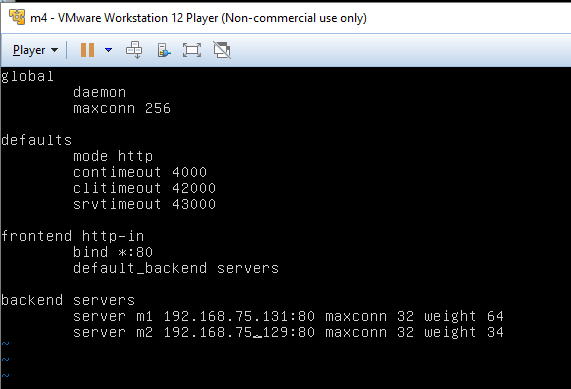 m4 - VMware Workstation 12 Player (Non-commercial use only)
Player
global
daemon
maxconn 256
defaults
mode http
contimeout 4000
clitimeout 42000
srvtimeout 43000
frontend http-in
bind *:80
default_backend servers
backend servers
server m1 192.168.75.131:80 maxconn 32 weight 64
server m2 192.168.75.129:80 maxconn 32 weight 34
~
~
~